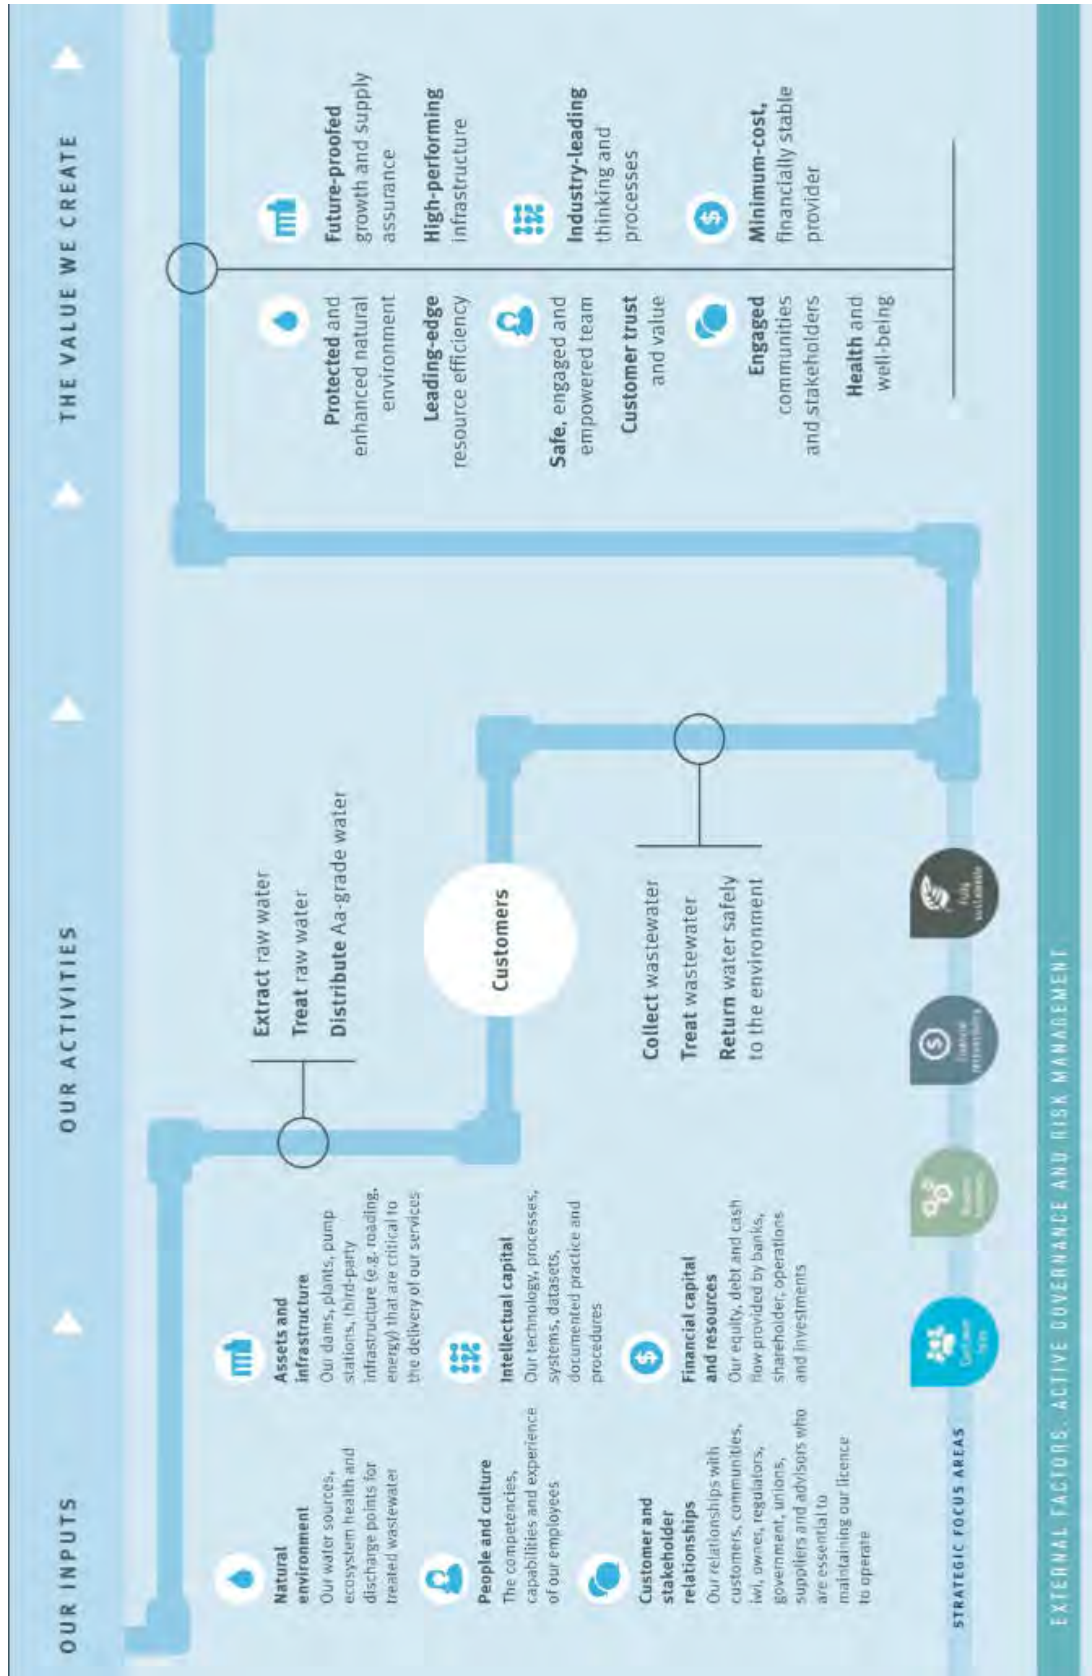 OUR INPUTS
OUR ACTIVITIES
THE VALUE WE CREATE
Natural
environment
Our water sources,
ecosystem health and
discharge points for
treated wastewater
Assets and
infrastructure
Our dams, plants, pump
stations, third-party
infrastructure (e.g. roading,
energy) that are critical to
the delivery of our services
People and culture
The competencies,
capabilities and experience
of our employees
Intellectual capital
Our technology, processes,
systems, datasets,
documented practice and
procedures
Customer and
stakeholder
relationships
Our relationships with
customers, communities,
iwi, owner, regulators,
government, unions,
suppliers and advisors who
are essential to
maintaining our licence
to operate
Financial capital
and resources
Our equity, debt and cash
flow provided by banks,
shareholder, operations
and investments
Extract raw water
Treat raw water
Distribute Aa-grade water
Customers
Collect wastewater
Treat wastewater
Return water safely
to the environment
Protected and
enhanced natural
environment
Leading-edge
resource efficiency
Safe, engaged and
empowered team
Customer trust
and value
Engaged
communities
and stakeholders
Health and
well-being
Future-proofed
growth and supply
assurance
High-performing
infrastructure
Industry-leading
thinking and
processes
Minimum-cost,
financially stable
provider
STRATEGIC FOCUS AREAS
Customer
Fully
sustainable
EXTERNAL FACTORS, ACTIVE GOVERNANCE AND RISK MANAGEMENT